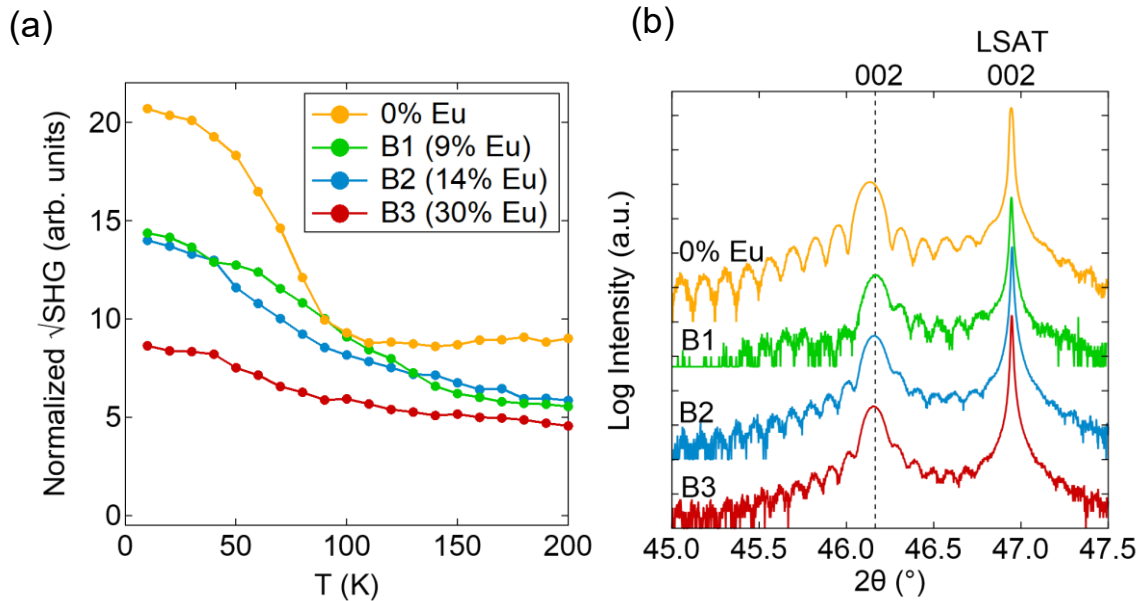 (a)
Normalized √SHG (arb. units)
20
15
10
5
0
0% Eu
B1 (9% Eu)
B2 (14% Eu)
B3 (30% Eu)
0 50 100 150 200
T (K)
(b)
LSAT
002 002
Log Intensity (a.u.)
0% Eu
B1
B2
B3
45.0 45.5 46.0 46.5 47.0 47.5
2θ (°)